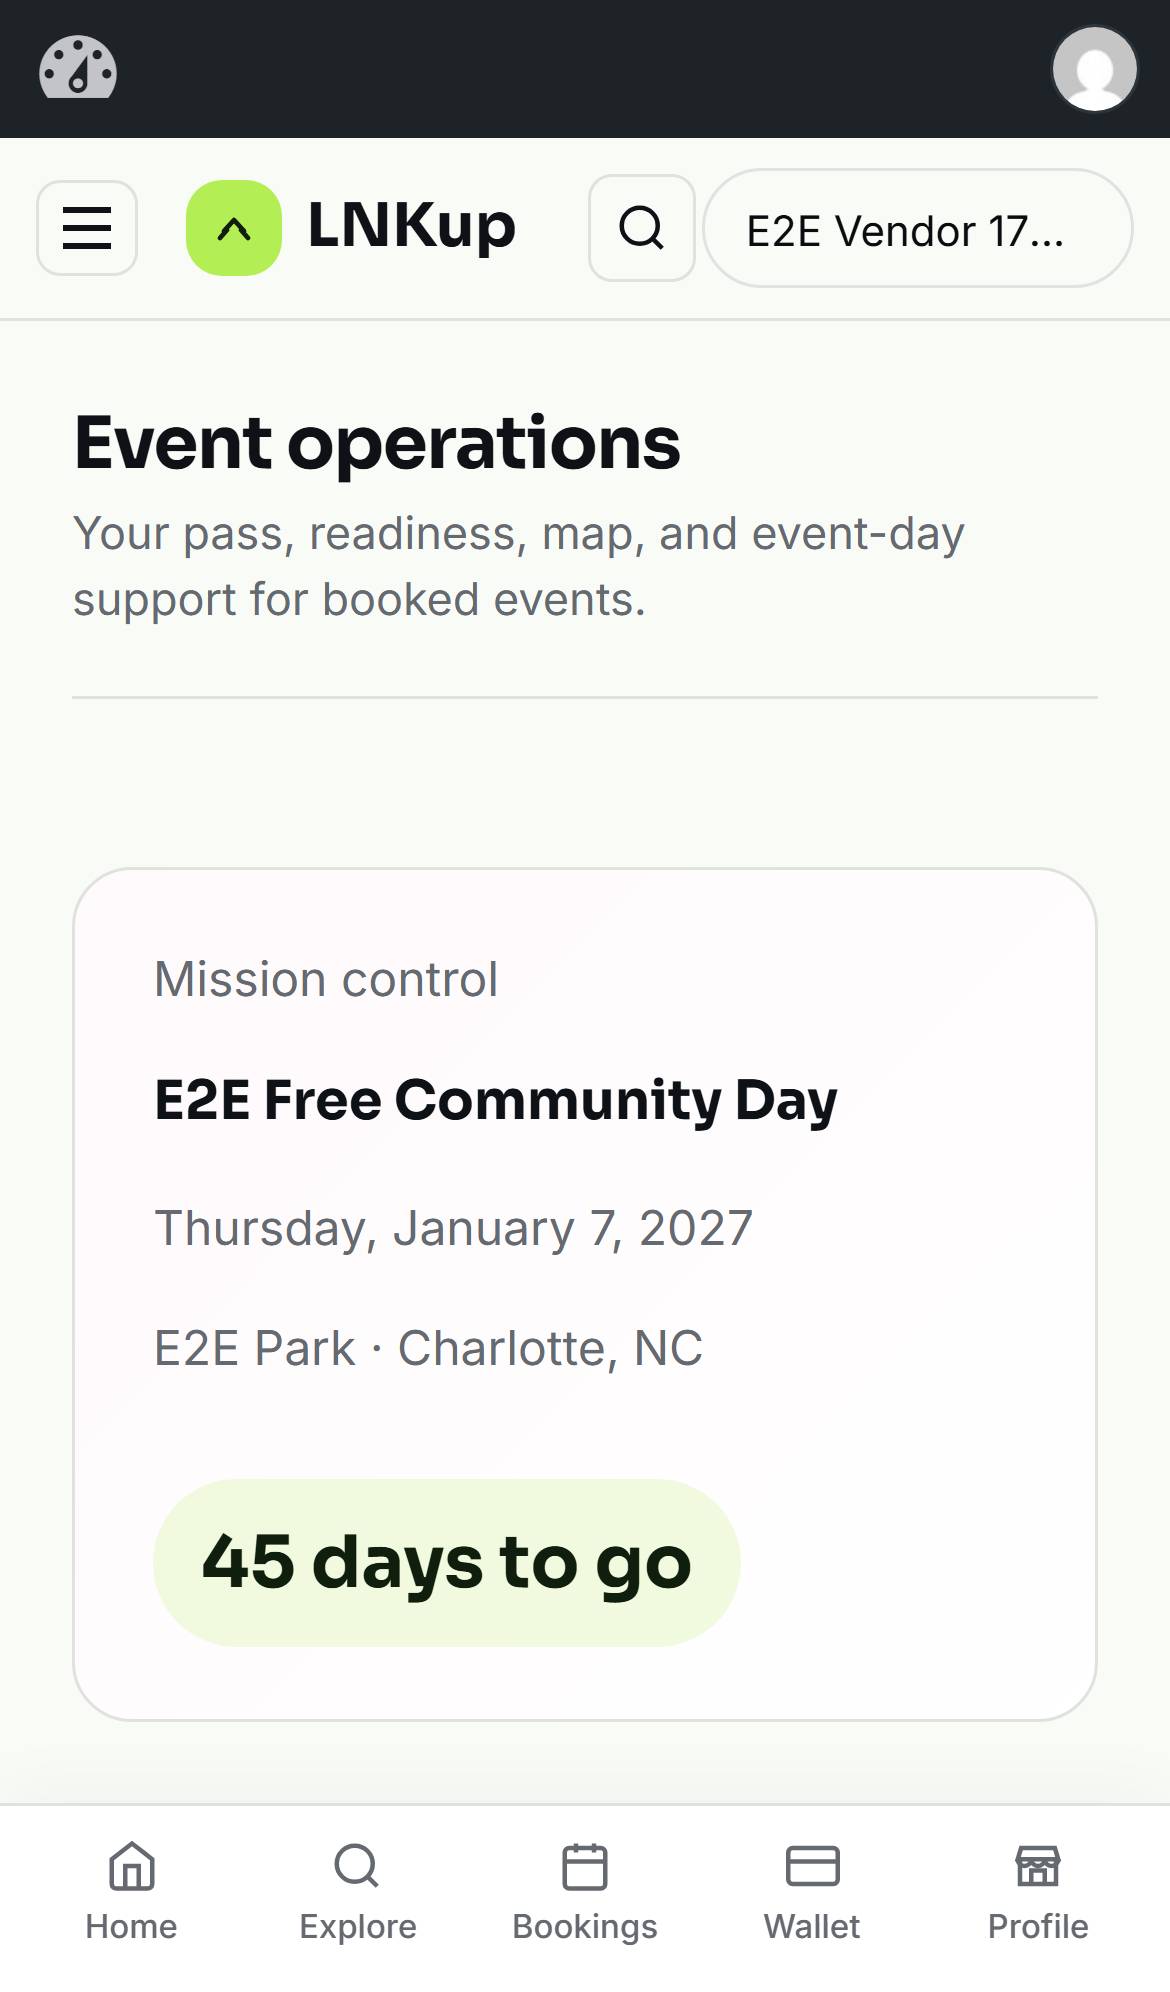 LNKup
E2E Vendor 17...
Event operations
Your pass, readiness, map, and event-day
support for booked events.
Mission control
E2E Free Community Day
Thursday, January 7, 2027
E2E Park · Charlotte, NC
45 days to go
Home
Explore
Bookings
Wallet
Profile